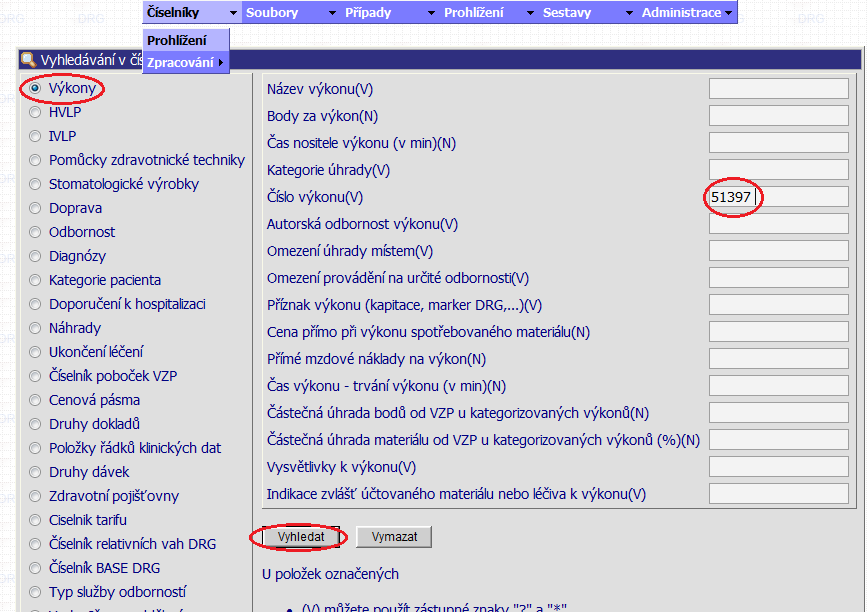 Číselníky Soubory Případy Prohlížení Sestavy Administrace
Prohlížení
Zpracování
Vyhledávání v čí
Výkony
HVLP
IVLP
Pomůcky zdravotnické techniky
Stomatologické výrobky
Doprava
Odbornost
Diagnózy
Kategorie pacienta
Doporučení k hospitalizaci
Náhrady
Ukončení léčení
Číselník poboček VZP
Cenová pásma
Druhy dokladů
Položky řádků klinických dat
Druhy dávek
Zdravotní pojišťovny
Ciselnik tarifu
Číselník relativních vah DRG
Číselník BASE DRG
Typ služby odborností
Název výkonu(V)
Body za výkon(N)
Čas nositele výkonu (v min)(N)
Kategorie úhrady(V)
Číslo výkonu(V) 51397
Autorská odbornost výkonu(V)
Omezení úhrady místem(V)
Omezení provádění na určité odbornosti(V)
Příznak výkonu (kapitace, marker DRG,...)(V)
Cena přímo při výkonu spotřebovaného materiálu(N)
Přímé mzdové náklady na výkon(N)
Čas výkonu - trvání výkonu (v min)(N)
Částečná úhrada bodů od VZP u kategorizovaných výkonů(N)
Částečná úhrada materiálu od VZP u kategorizovaných výkonů (%)(N)
Vysvětlivky k výkonu(V)
Indikace zvlášť účtovaného materiálu nebo léčiva k výkonu(V)
Vyhledat Vymazat
U položek označených
• (V) můžete použít zástupné znaky "?" a "*"